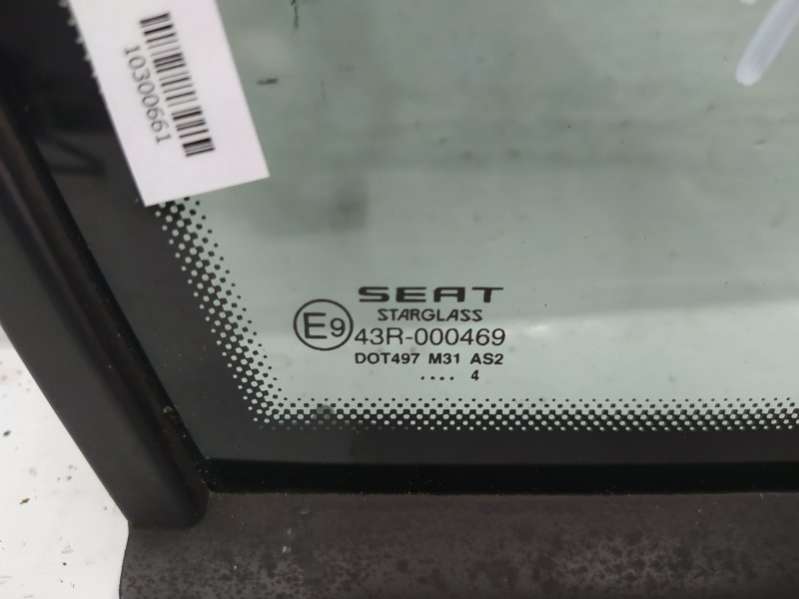 10300661
SEAT
STARGLASS
E9 43R-000469
DOT497 M31 AS2
.... 4